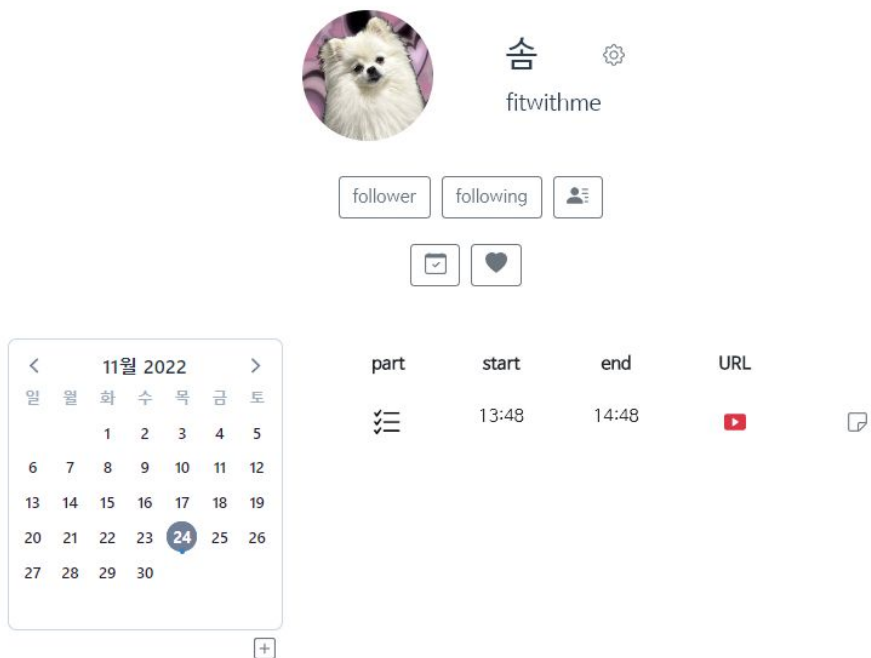 솜
fitwithme
follower following
11월 2022
일 월 화 수 목 금 토
1 2 3 4 5
6 7 8 9 10 11 12
13 14 15 16 17 18 19
20 21 22 23 24 25 26
27 28 29 30
part start end URL
13:48 14:48